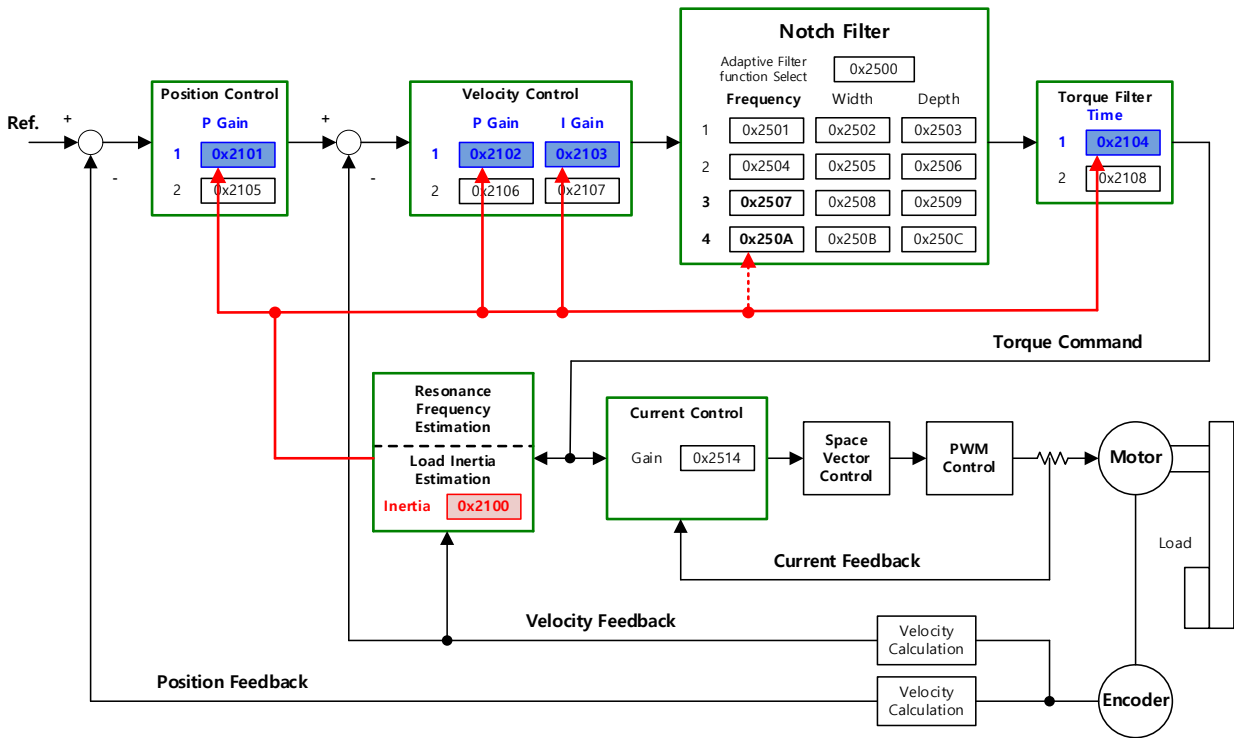 Notch Filter
Adaptive Filter
function Select
0x2500
Frequency Width Depth
1 0x2501 0x2502 0x2503
2 0x2504 0x2505 0x2506
3 0x2507 0x2508 0x2509
4 0x250A 0x250B 0x250C
Ref.
+
-
Position Control
P Gain
1 0x2101
2 0x2105
+
-
Velocity Control
P Gain I Gain
1 0x2102 0x2103
2 0x2106 0x2107
Torque Filter
Time
1 0x2104
2 0x2108
Torque Command
Resonance
Frequency
Estimation
Load Inertia
Estimation
Inertia 0x2100
Current Control
Gain 0x2514
Space
Vector
Control
PWM
Control
Motor
Load
Current Feedback
Velocity Feedback
Velocity
Calculation
Position Feedback
Velocity
Calculation
Encoder